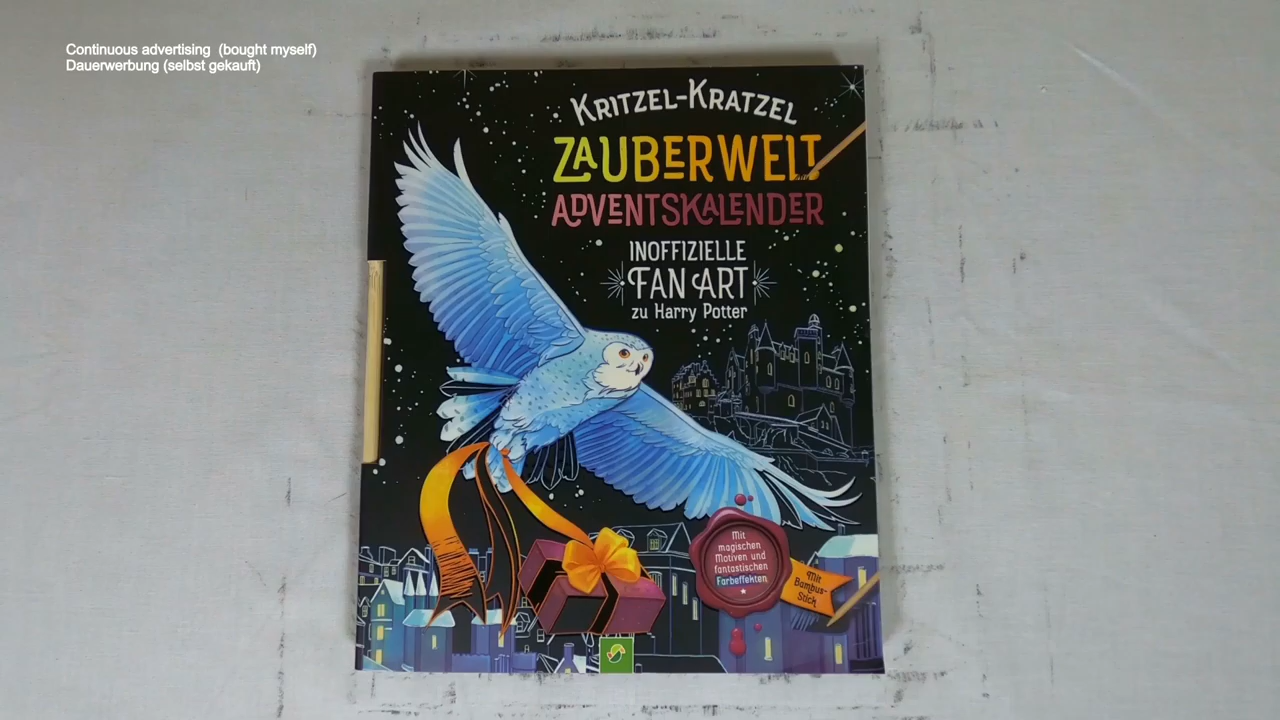 Continuous advertising (bought myself)
Dauerwerbung (selbst gekauft)
KRITZEL-KRATZEL
ZAUBERWELT
ADVENTSKALENDER
INOFFIZIELLE
FAN ART
zu Harry Potter
Mit
magischen
Motiven und
fantastischen
Farbeffekten
Mit
Bambus-
Stick